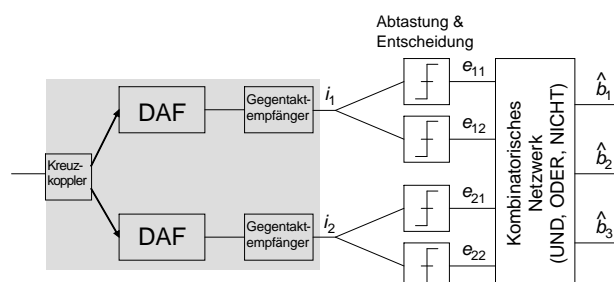 Abtastung &
Entscheidung
DAF
Gegentakt-
empfänger
i1
e11
e12
b̂1
Kreuz-
koppler
Kombinatorisches
Netzwerk
(UND, ODER, NICHT)
b̂2
DAF
Gegentakt-
empfänger
i2
e21
e22
b̂3